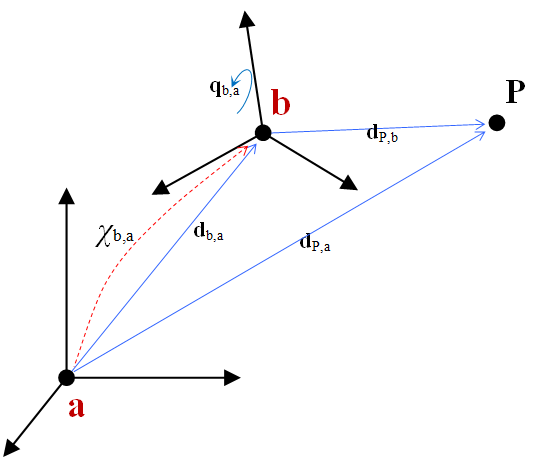 q_b,a
b
P
d_P,b
χ_b,a
d_b,a
d_P,a
a